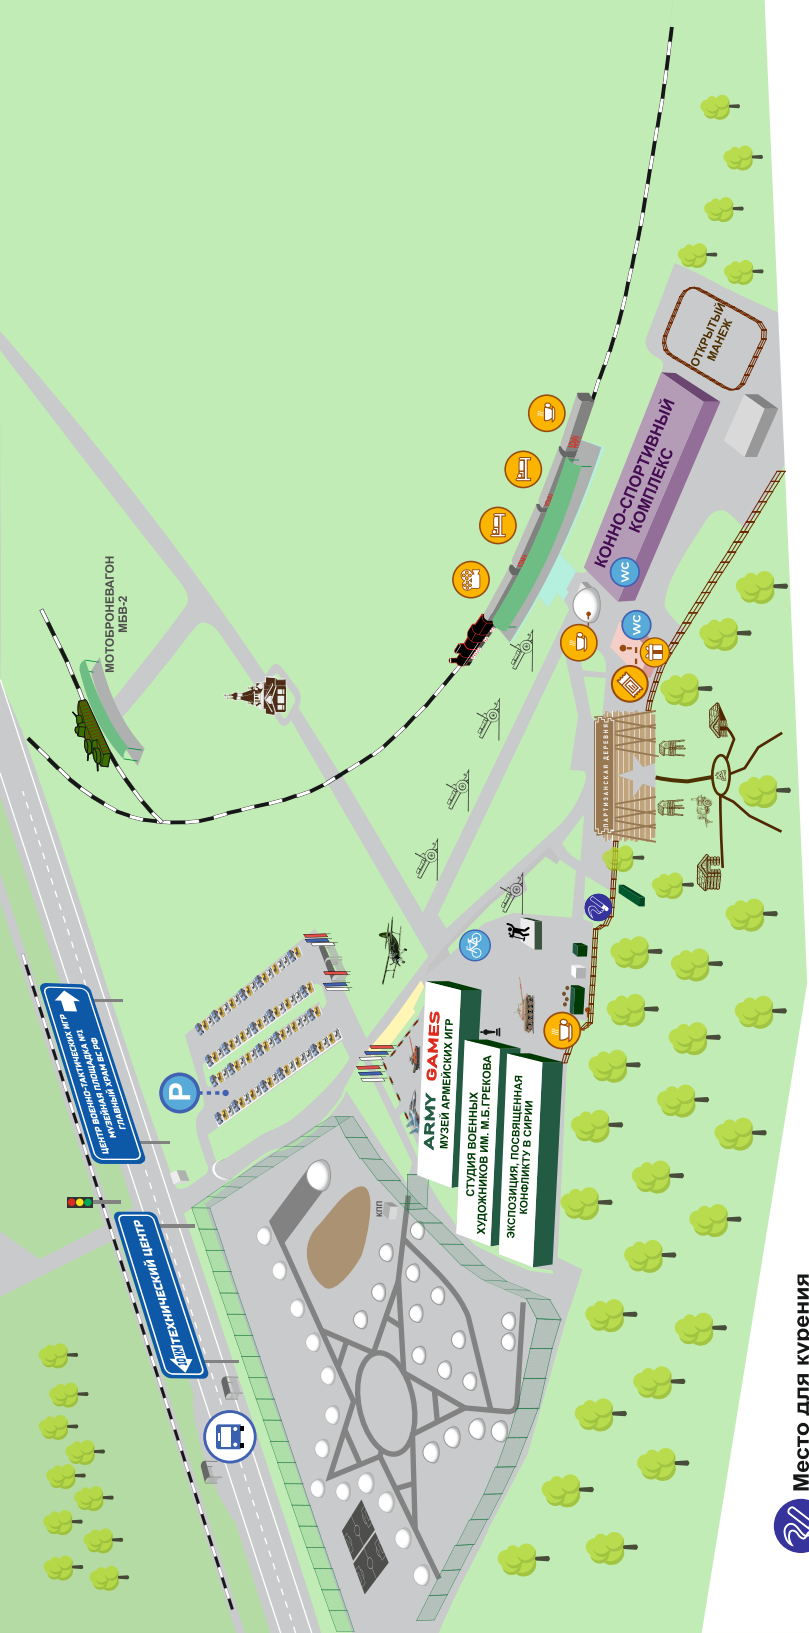 МОТОБРОНЕВАГОН
МБВ-2
ЦЕНТР ВОЕННО-ТАКТИЧЕСКИХ ИГР
МУЗЕЙНАЯ ПЛОЩАДКА №1
ГЛАВНЫЙ ХРАМ ВС РФ
10 КМ ТЕХНИЧЕСКИЙ ЦЕНТР
P
КПП
ARMY GAMES
МУЗЕЙ АРМЕЙСКИХ ИГР
СТУДИЯ ВОЕННЫХ
ХУДОЖНИКОВ ИМ. М.Б.ГРЕКОВА
ЭКСПОЗИЦИЯ, ПОСВЯЩЕННАЯ
КОНФЛИКТУ В СИРИИ
ПАРТИЗАНСКАЯ ДЕРЕВНЯ
WC
WC
КОННО-СПОРТИВНЫЙ
КОМПЛЕКС
ОТКРЫТЫЙ
МАНЕЖ
Место для курения